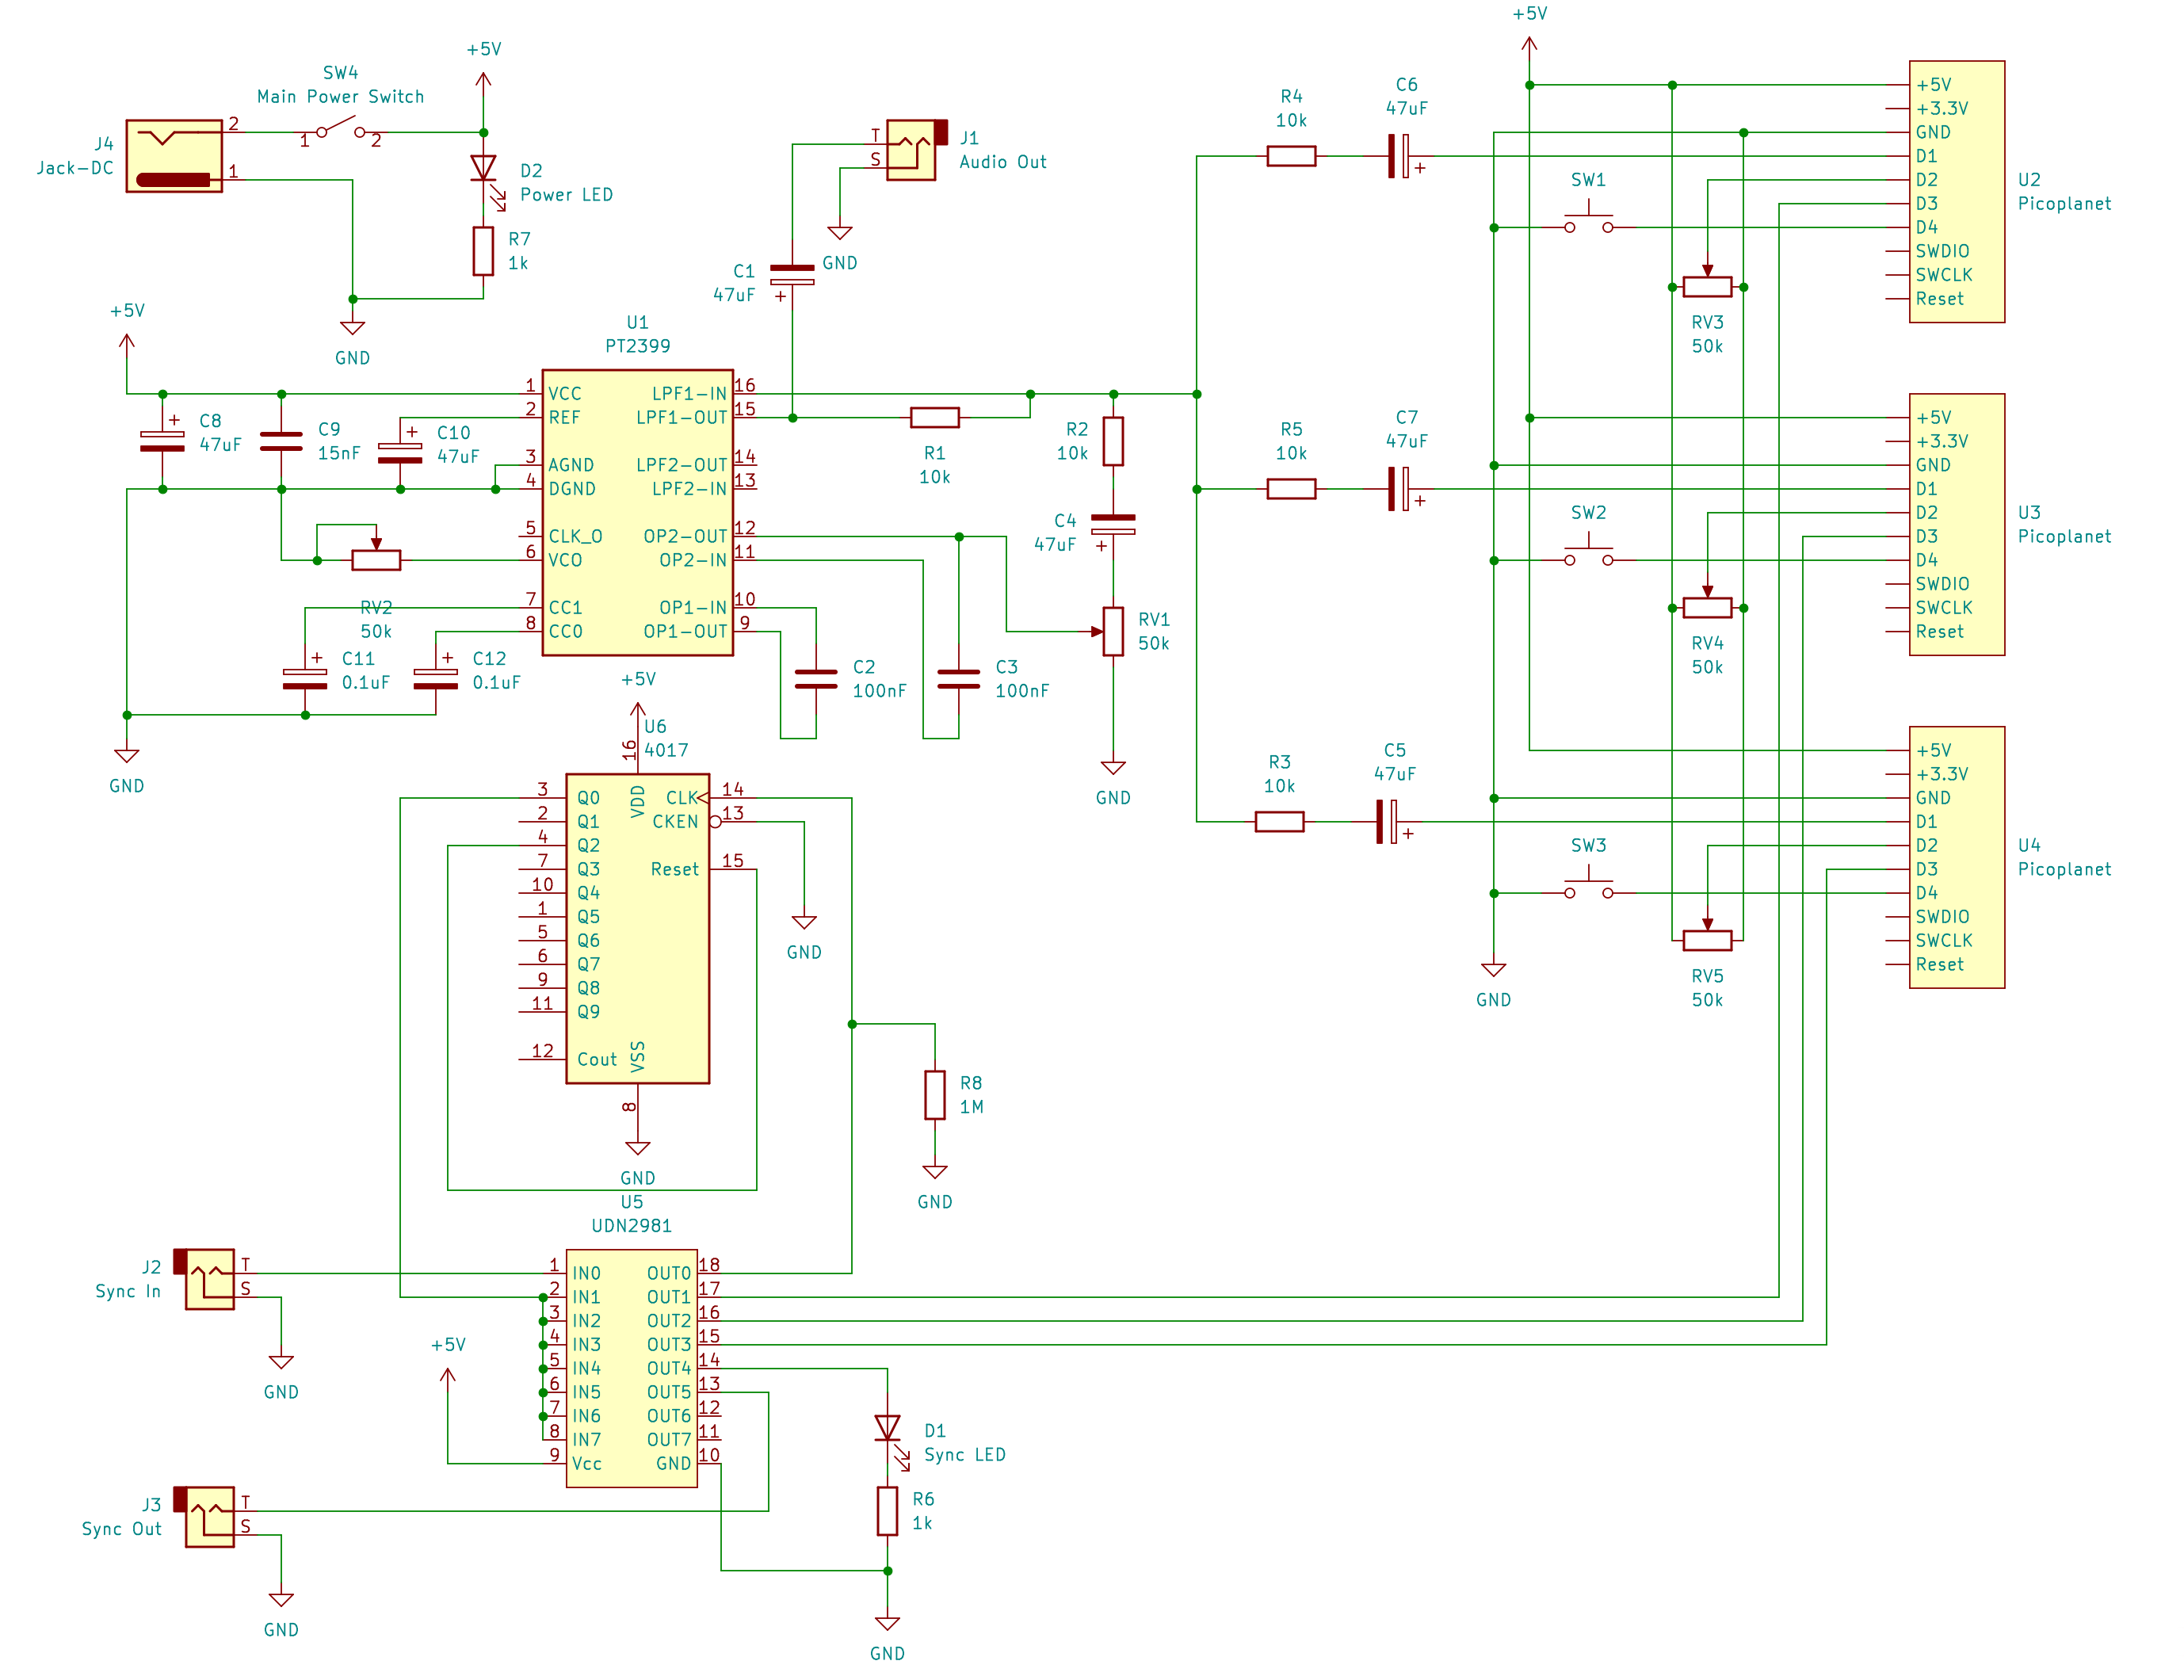 +5V
SW4
Main Power Switch
J4
Jack-DC
2
1
1
2
+5V
D2
Power LED
R7
1k
GND
T
S
J1
Audio Out
GND
C1
47uF
+
+5V
C8
47uF
+
C9
15nF
C10
47uF
+
U1
PT2399
1
VCC
2
REF
3
AGND
4
DGND
5
CLK_O
6
VCO
7
CC1
8
CC0
LPF1-IN
16
LPF1-OUT
15
LPF2-OUT
14
LPF2-IN
13
OP2-OUT
12
OP2-IN
11
OP1-IN
10
OP1-OUT
9
RV2
50k
C11
0.1uF
+
C12
0.1uF
+
GND
R1
10k
R2
10k
C4
47uF
+
RV1
50k
GND
C2
100nF
C3
100nF
R4
10k
C6
47uF
+
R5
10k
C7
47uF
+
R3
10k
C5
47uF
+
SW1
SW2
SW3
GND
RV3
50k
RV4
50k
RV5
50k
U2
Picoplanet
+5V
+3.3V
GND
D1
D2
D3
D4
SWDIO
SWCLK
Reset
U3
Picoplanet
+5V
+3.3V
GND
D1
D2
D3
D4
SWDIO
SWCLK
Reset
U4
Picoplanet
+5V
+3.3V
GND
D1
D2
D3
D4
SWDIO
SWCLK
Reset
+5V
U6
4017
16
VDD
3
Q0
2
Q1
4
Q2
7
Q3
10
Q4
1
Q5
5
Q6
6
Q7
9
Q8
11
Q9
12
Cout
CLK
14
CKEN
13
Reset
15
VSS
8
GND
GND
R8
1M
GND
U5
UDN2981
1
IN0
2
IN1
3
IN2
4
IN3
5
IN4
6
IN5
7
IN6
8
IN7
9
Vcc
OUT0
18
OUT1
17
OUT2
16
OUT3
15
OUT4
14
OUT5
13
OUT6
12
OUT7
11
GND
10
J2
Sync In
T
S
GND
+5V
J3
Sync Out
T
S
GND
D1
Sync LED
R6
1k
GND